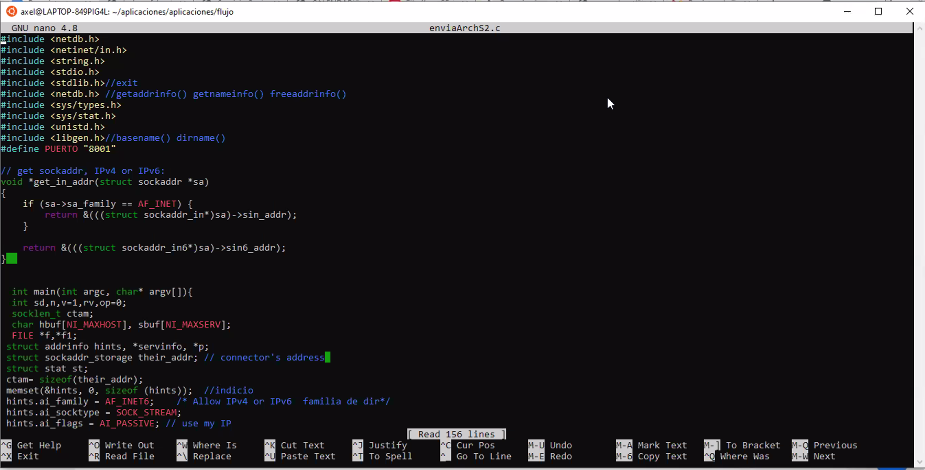 axel@LAPTOP-849PIG4L: ~/aplicaciones/aplicaciones/flujo
GNU nano 4.8 enviaArchS2.c
#include <netdb.h>
#include <netinet/in.h>
#include <string.h>
#include <stdio.h>
#include <stdlib.h>//exit
#include <netdb.h> //getaddrinfo() getnameinfo() freeaddrinfo()
#include <sys/types.h>
#include <sys/stat.h>
#include <unistd.h>
#include <libgen.h>//basename() dirname()
#define PUERTO "8001"
// get sockaddr, IPv4 or IPv6:
void *get_in_addr(struct sockaddr *sa)
{
if (sa->sa_family == AF_INET) {
return &(((struct sockaddr_in*)sa)->sin_addr);
}
return &(((struct sockaddr_in6*)sa)->sin6_addr);
}
int main(int argc, char* argv[]){
int sd,n,v=1,rv,op=0;
socklen_t ctam;
char hbuf[NI_MAXHOST], sbuf[NI_MAXSERV];
FILE *f,*f1;
struct addrinfo hints, *servinfo, *p;
struct sockaddr_storage their_addr; // connector's address
struct stat st;
ctam= sizeof(their_addr);
memset(&hints, 0, sizeof (hints)); //indicio
hints.ai_family = AF_INET6; /* Allow IPv4 or IPv6 familia de dir*/
hints.ai_socktype = SOCK_STREAM;
hints.ai_flags = AI_PASSIVE; // use my IP
[ Read 156 lines ]
^G Get Help ^O Write Out ^W Where Is ^K Cut Text ^J Justify ^C Cur Pos M-U Undo M-A Mark Text M-] To Bracket M-Q Previous
^X Exit ^R Read File ^\ Replace ^U Paste Text ^T To Spell ^_ Go To Line M-E Redo M-6 Copy Text ^Q Where Was M-W Next